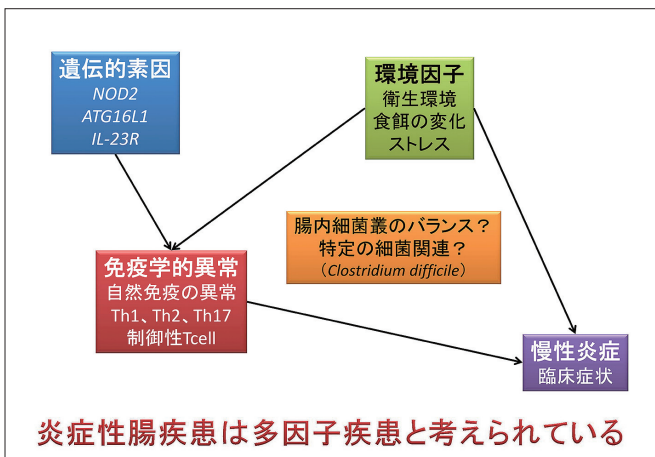 遺伝的素因
NOD2
ATG16L1
IL-23R
環境因子
衛生環境
食餌の変化
ストレス
腸内細菌叢のバランス？
特定の細菌関連？
（Clostridium difficile）
免疫学的異常
自然免疫の異常
Th1、Th2、Th17
制御性Tcell
慢性炎症
臨床症状
炎症性腸疾患は多因子疾患と考えられている